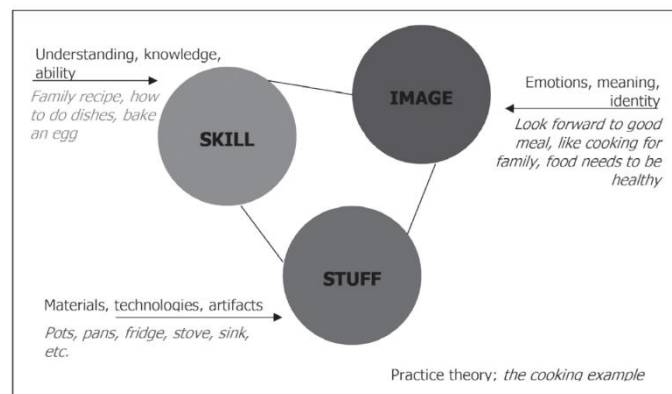 Understanding, knowledge,
ability
Family recipe, how
to do dishes, bake
an egg
SKILL
IMAGE
Emotions, meaning,
identity
Look forward to good
meal, like cooking for
family, food needs to be
healthy
STUFF
Materials, technologies, artifacts
Pots, pans, fridge, stove, sink,
etc.
Practice theory; the cooking example